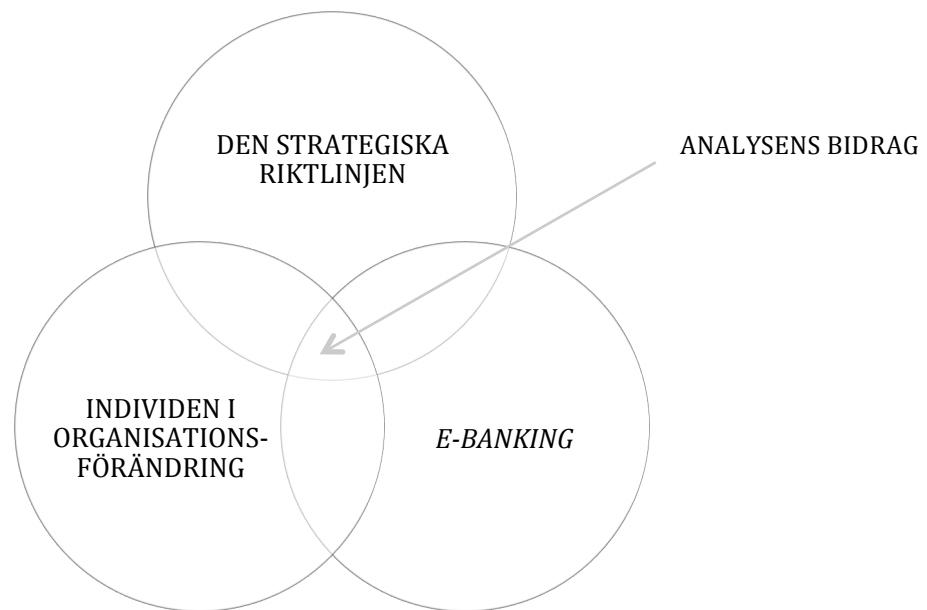 DEN STRATEGISKA
RIKTLINJEN
ANALYSENS BIDRAG
INDIVIDEN I
ORGANISATIONS-
FÖRÄNDRING
E-BANKING